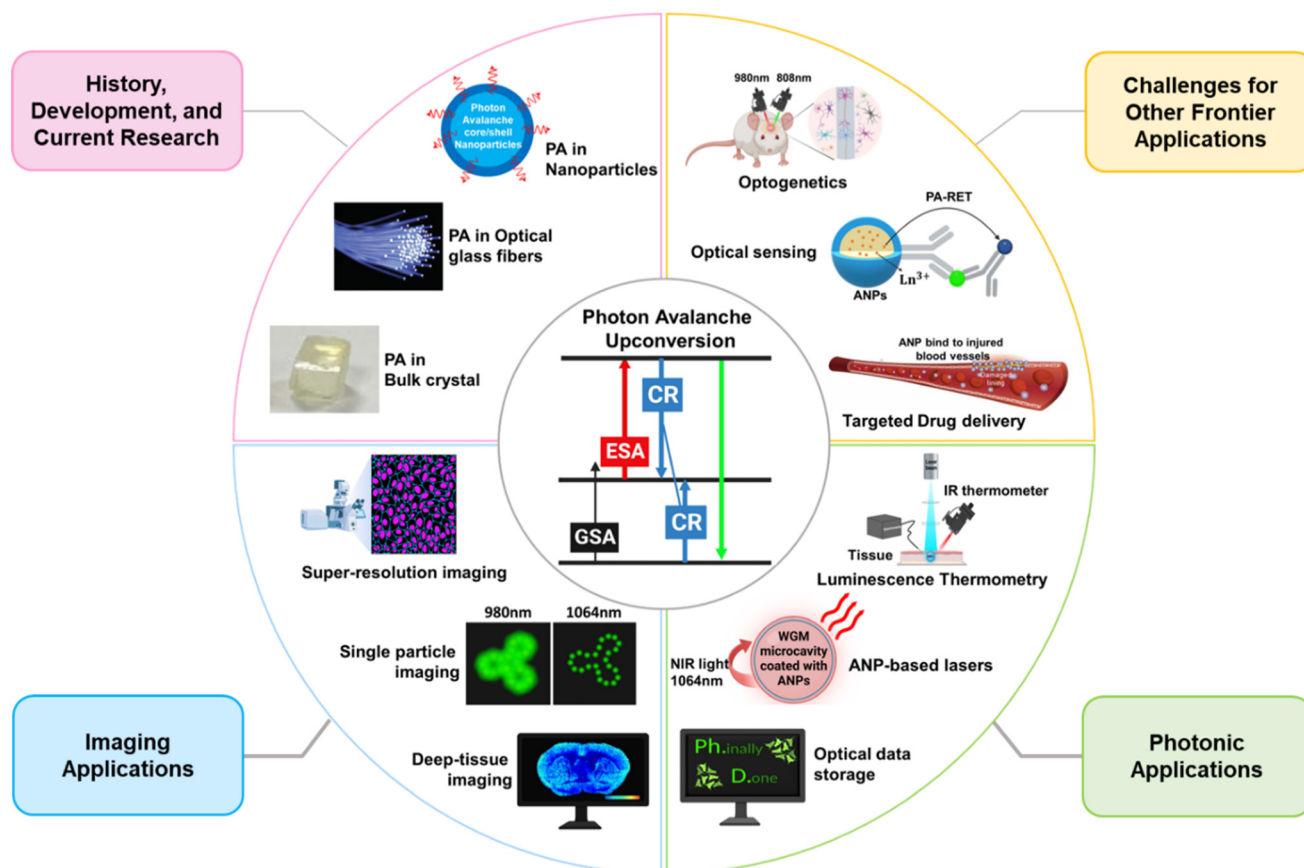 History,
Development, and
Current Research
Photon
Avalanche
core/shell
Nanoparticles
PA in
Nanoparticles
PA in Optical
glass fibers
PA in
Bulk crystal
980nm 808nm
Optogenetics
PA-RET
Optical sensing
Ln³⁺
ANPs
ANP bind to injured
blood vessels
Damaged
lining
Targeted Drug delivery
Challenges for
Other Frontier
Applications
Photon Avalanche
Upconversion
CR
ESA
CR
GSA
Super-resolution imaging
980nm 1064nm
Single particle
imaging
Deep-tissue
imaging
Imaging
Applications
Laser
IR thermometer
Tissue
Luminescence Thermometry
WGM
microcavity
coated with
ANPs
NIR light
1064nm
ANP-based lasers
Ph.inally
D.one
Optical data
storage
Photonic
Applications